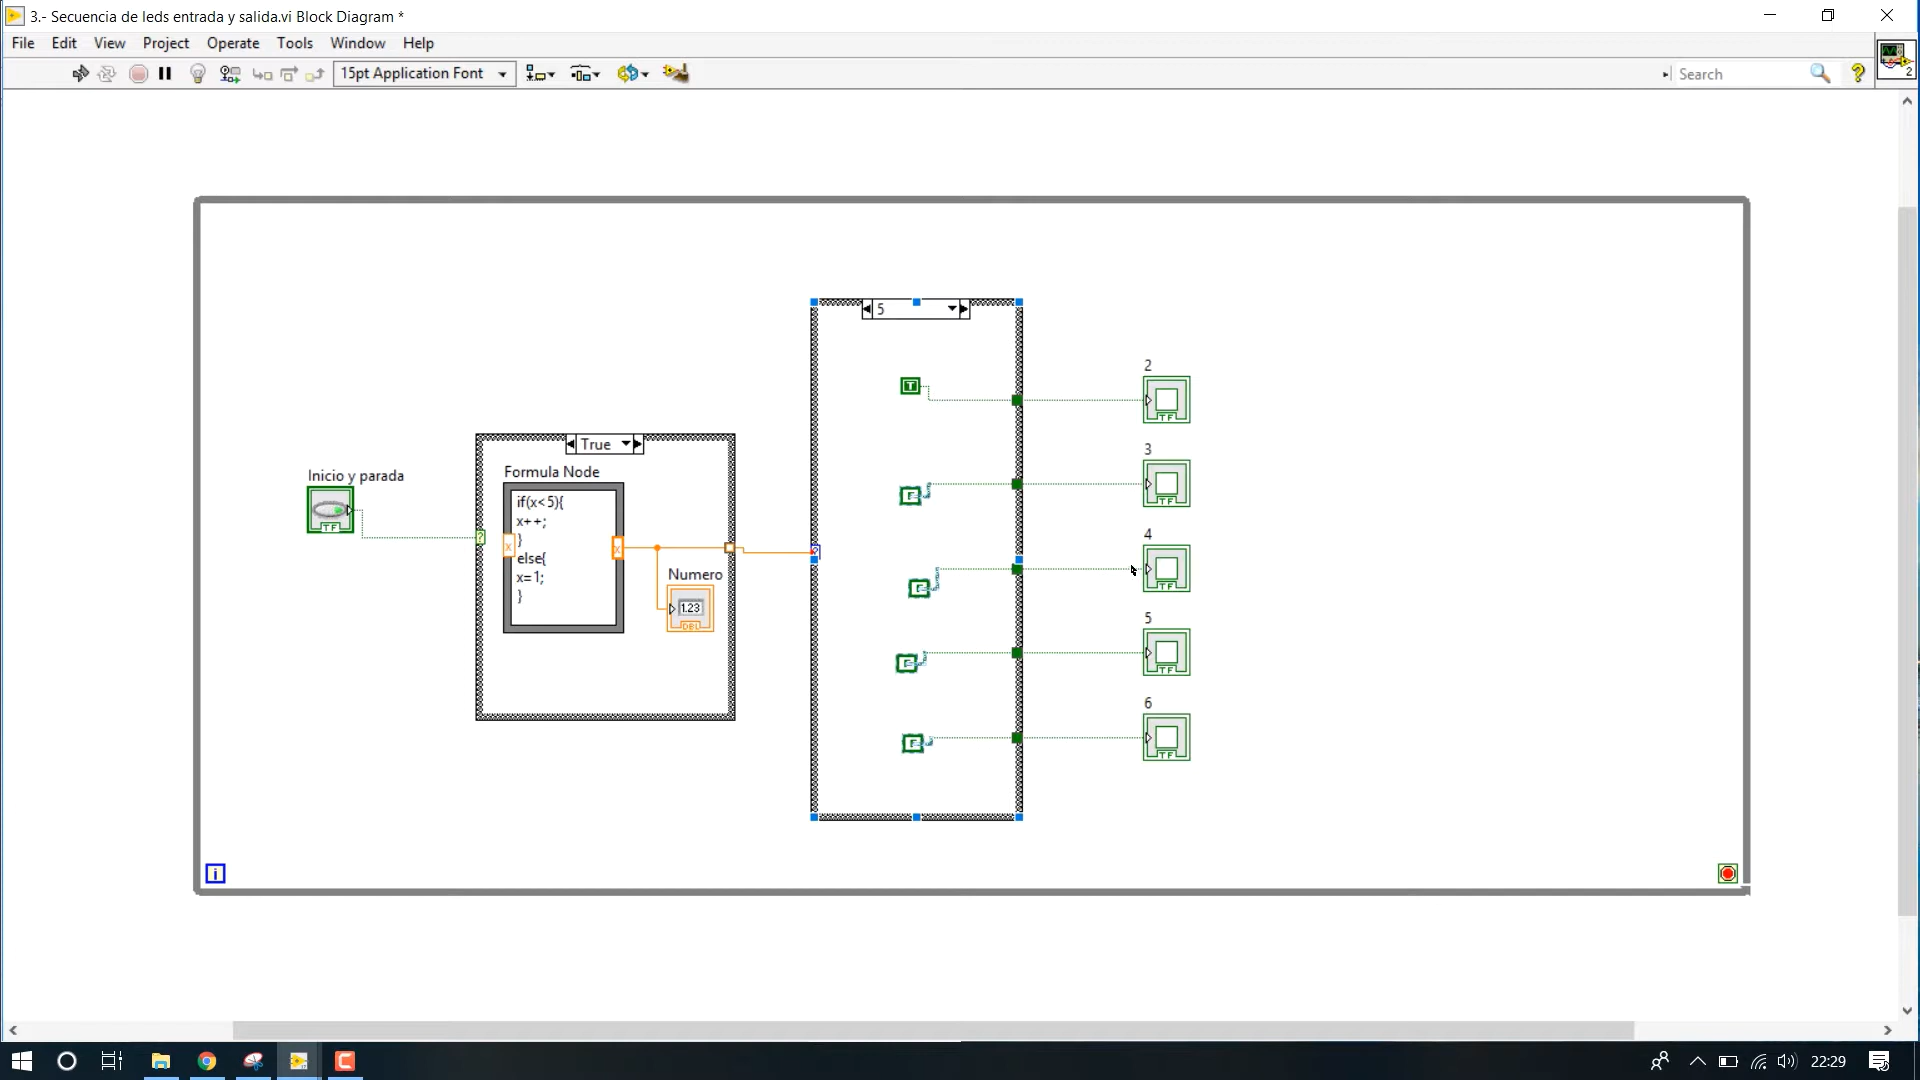 3.- Secuencia de leds entrada y salida.vi Block Diagram *
File Edit View Project Operate Tools Window Help
15pt Application Font
Search
2
5
2
T
TF
3
F
TF
True
Inicio y parada
TF
Formula Node
if(x<5){
x++;
}
else{
x=1;
}
x
x
?
Numero
1.23
DBL
4
F
TF
5
F
TF
6
F
TF
i
22:29